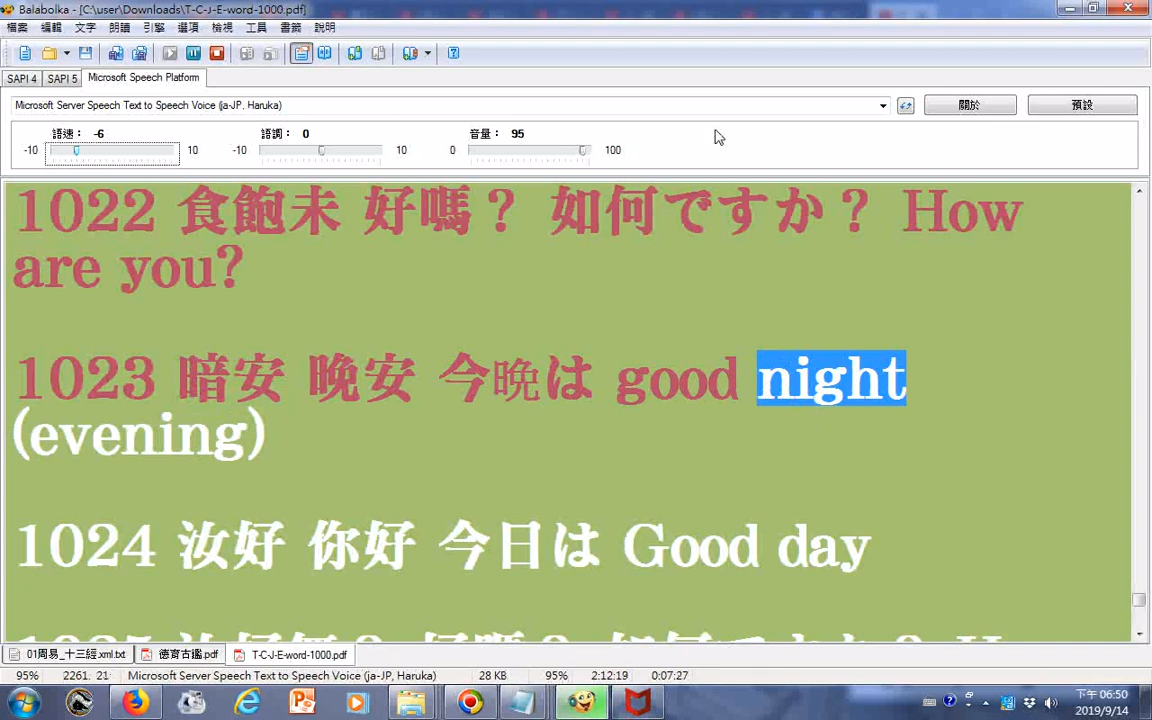 Balabolka - [C:\user\Downloads\T-C-J-E-word-1000.pdf]
檔案 編輯 文字 朗讀 引擎 選項 檢視 工具 書籤 說明
SAPI 4 SAPI 5 Microsoft Speech Platform
Microsoft Server Speech Text to Speech Voice (ja-JP, Haruka) 關於 預設
語速： -6 語調： 0 音量： 95
-10 10 -10 10 0 100
1022 食飽未 好嗎？ 如何ですか？ How
are you?
1023 暗安 晚安 今晩は good night
(evening)
1024 汝好 你好 今日は Good day
01周易_十三經.xml.txt 德育古鑑.pdf T-C-J-E-word-1000.pdf
95% 2261: 21: Microsoft Server Speech Text to Speech Voice (ja-JP, Haruka) 28 KB 95% 2:12:19 0:07:27
下午 06:50
2019/9/14